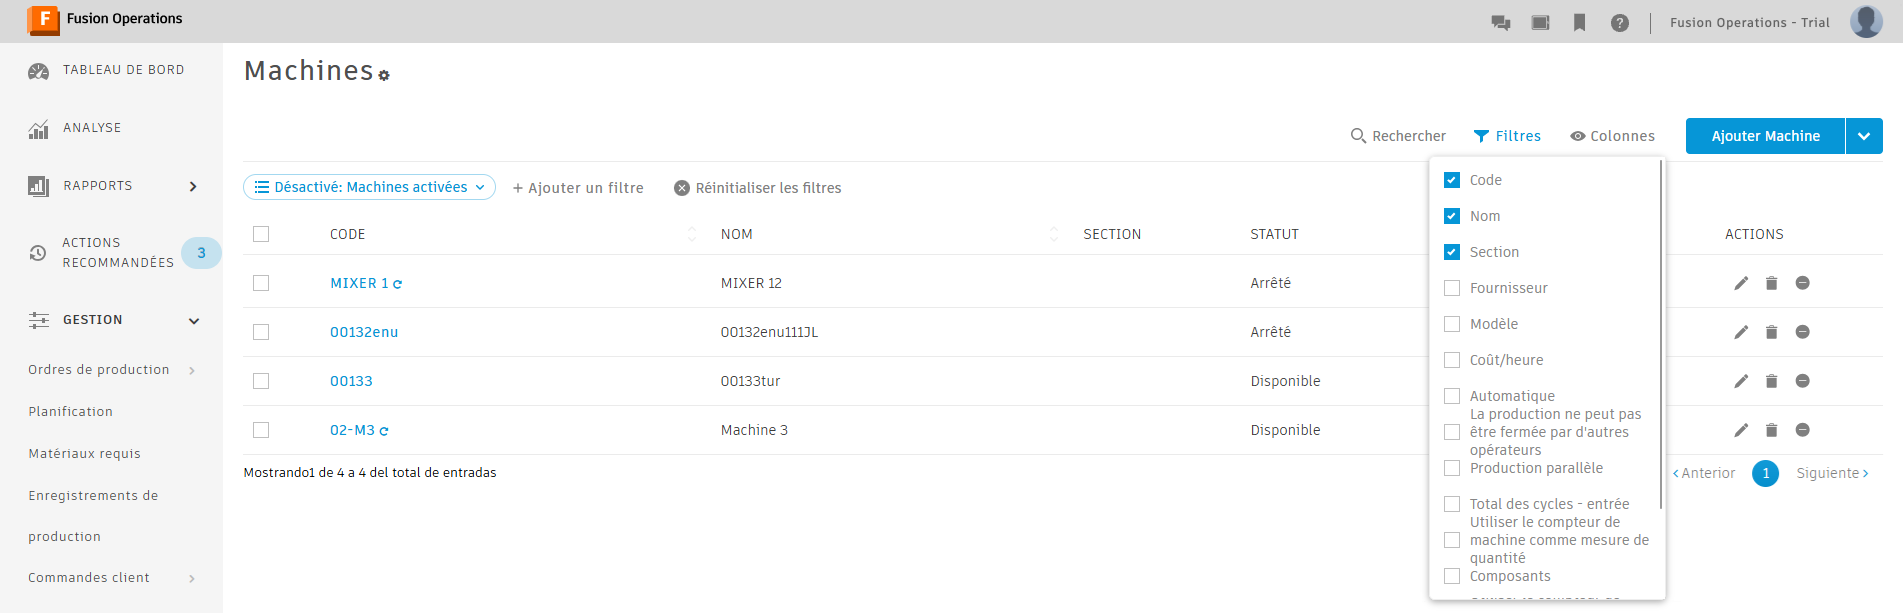 F Fusion Operations
Fusion Operations - Trial
TABLEAU DE BORD
ANALYSE
RAPPORTS
ACTIONS
RECOMMANDÉES
3
GESTION
Ordres de production
Planification
Matériaux requis
Enregistrements de
production
Commandes client
Machines
Rechercher Filtres Colonnes Ajouter Machine
Désactivé: Machines activées + Ajouter un filtre Réinitialiser les filtres
CODE NOM SECTION STATUT ACTIONS
MIXER 1 MIXER 12 Arrêté
00132enu 00132enu111JL Arrêté
00133 00133tur Disponible
02-M3 Machine 3 Disponible
Mostrando1 de 4 a 4 del total de entradas
Anterior 1 Siguiente
Code
Nom
Section
Fournisseur
Modèle
Coût/heure
Automatique
La production ne peut pas
être fermée par d'autres
opérateurs
Production parallèle
Total des cycles - entrée
Utiliser le compteur de
machine comme mesure de
quantité
Composants